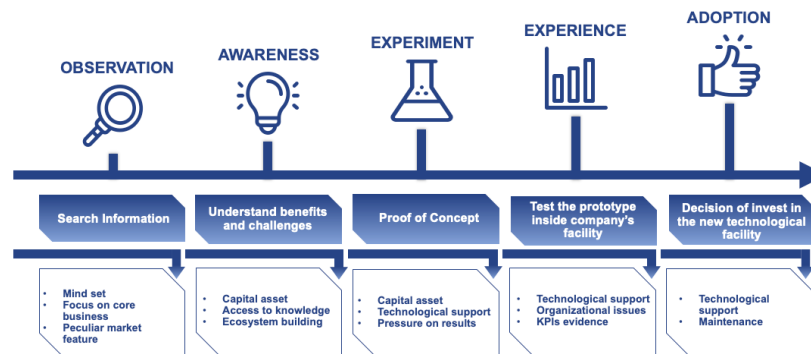 OBSERVATION
AWARENESS
EXPERIMENT
EXPERIENCE
ADOPTION
Search Information
Understand benefits
and challenges
Proof of Concept
Test the prototype
inside company's
facility
Decision of invest in
the new technological
facility
• Mind set
• Focus on core
business
• Peculiar market
feature
• Capital asset
• Access to knowledge
• Ecosystem building
• Capital asset
• Technological support
• Pressure on results
• Technological support
• Organizational issues
• KPIs evidence
• Technological
support
• Maintenance